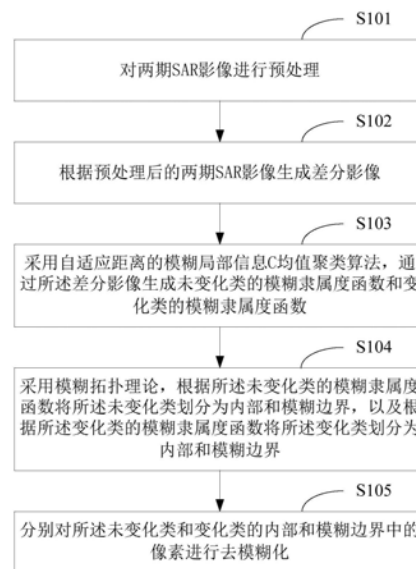 S101
对两期SAR影像进行预处理
S102
根据预处理后的两期SAR影像生成差分影像
S103
采用自适应距离的模糊局部信息C均值聚类算法，通
过所述差分影像生成未变化类的模糊隶属度函数和变
化类的模糊隶属度函数
S104
采用模糊拓扑理论，根据所述未变化类的模糊隶属度
函数将所述未变化类划分为内部和模糊边界，以及根
据所述变化类的模糊隶属度函数将所述变化类划分为
内部和模糊边界
S105
分别对所述未变化类和变化类的内部和模糊边界中的
像素进行去模糊化